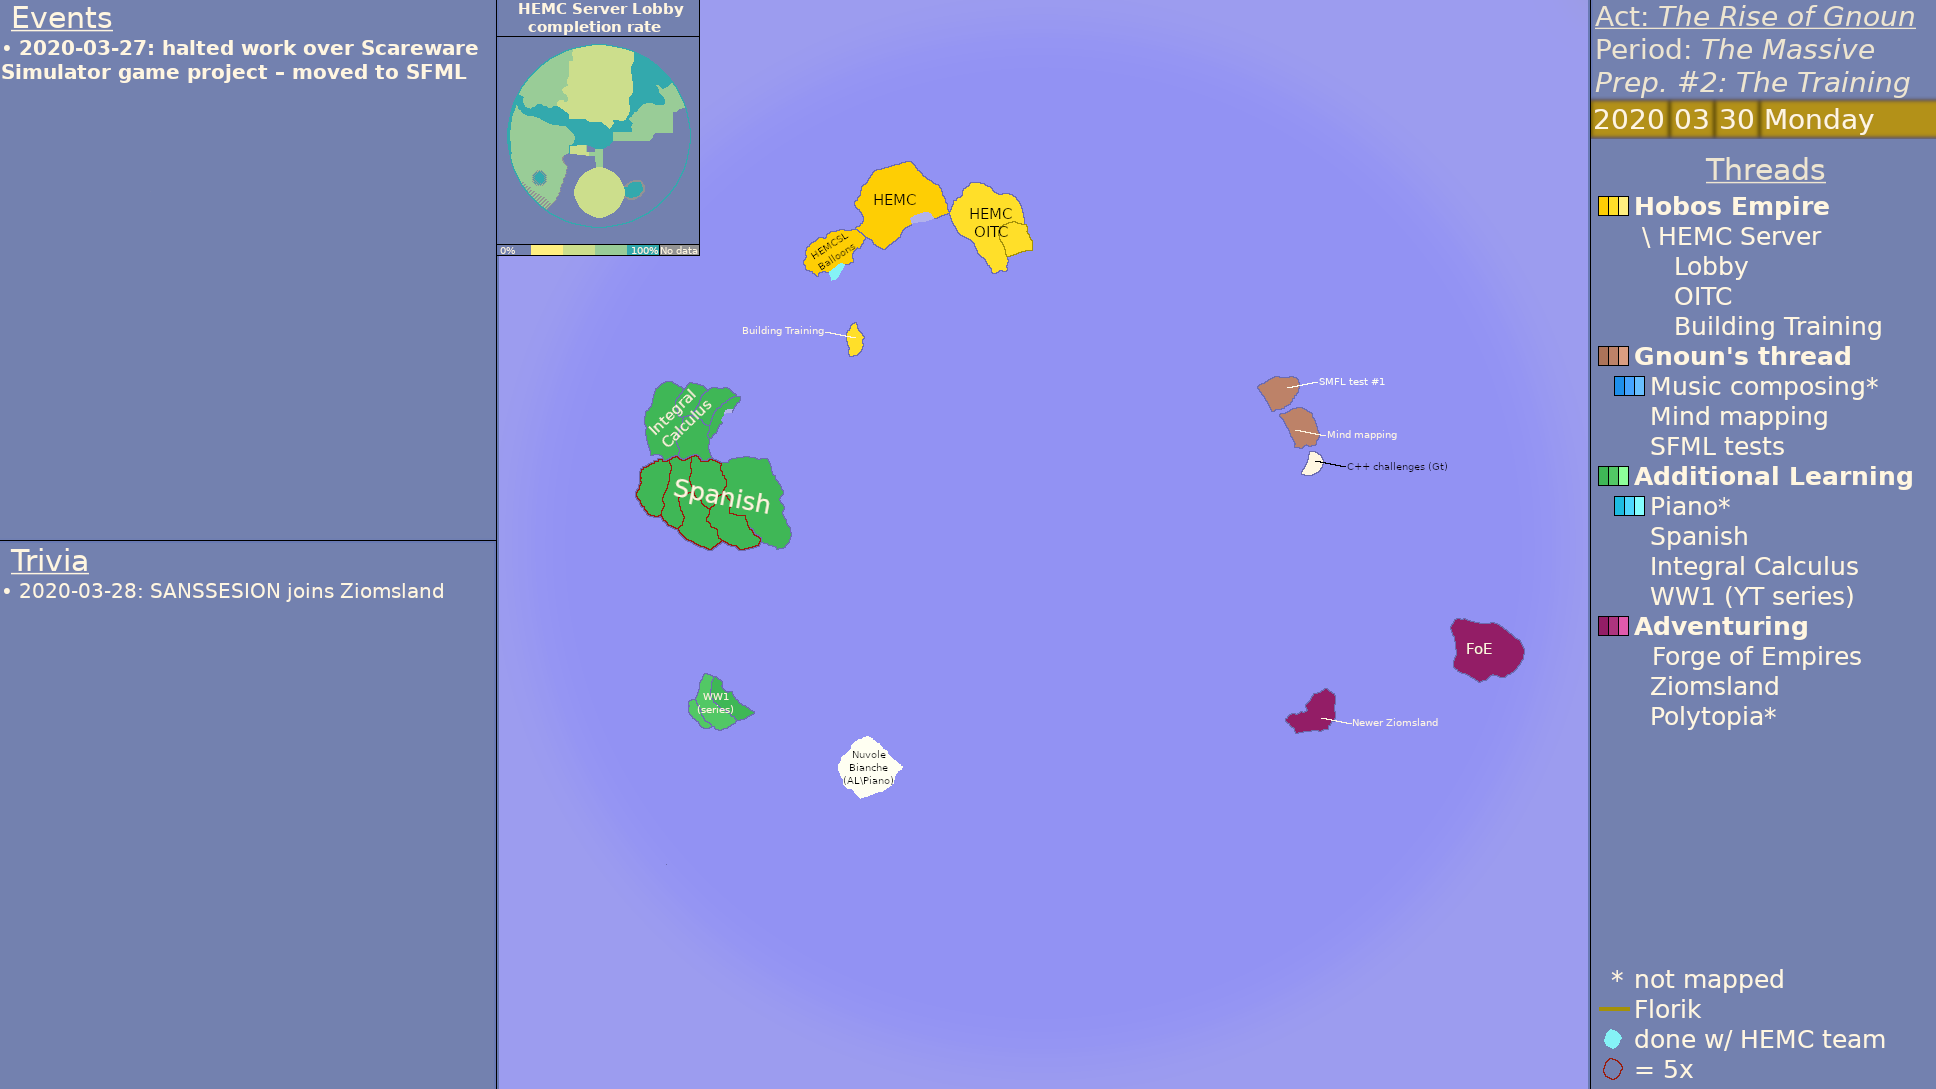 Events
• 2020-03-27: halted work over Scareware
Simulator game project – moved to SFML
Trivia
• 2020-03-28: SANSSESION joins Ziomsland
HEMC Server Lobby
completion rate
0%
100%
No data
HEMC
HEMC
OITC
HEMCSL
Balloons
Building Training
Integral
Calculus
Spanish
WW1
(series)
Nuvole
Bianche
(AL\Piano)
SMFL test #1
Mind mapping
C++ challenges (Gt)
FoE
Newer Ziomsland
Act: The Rise of Gnoun
Period: The Massive
Prep. #2: The Training
2020 03 30 Monday
Threads
Hobos Empire
\ HEMC Server
Lobby
OITC
Building Training
Gnoun's thread
Music composing*
Mind mapping
SFML tests
Additional Learning
Piano*
Spanish
Integral Calculus
WW1 (YT series)
Adventuring
Forge of Empires
Ziomsland
Polytopia*
* not mapped
Florik
done w/ HEMC team
= 5x